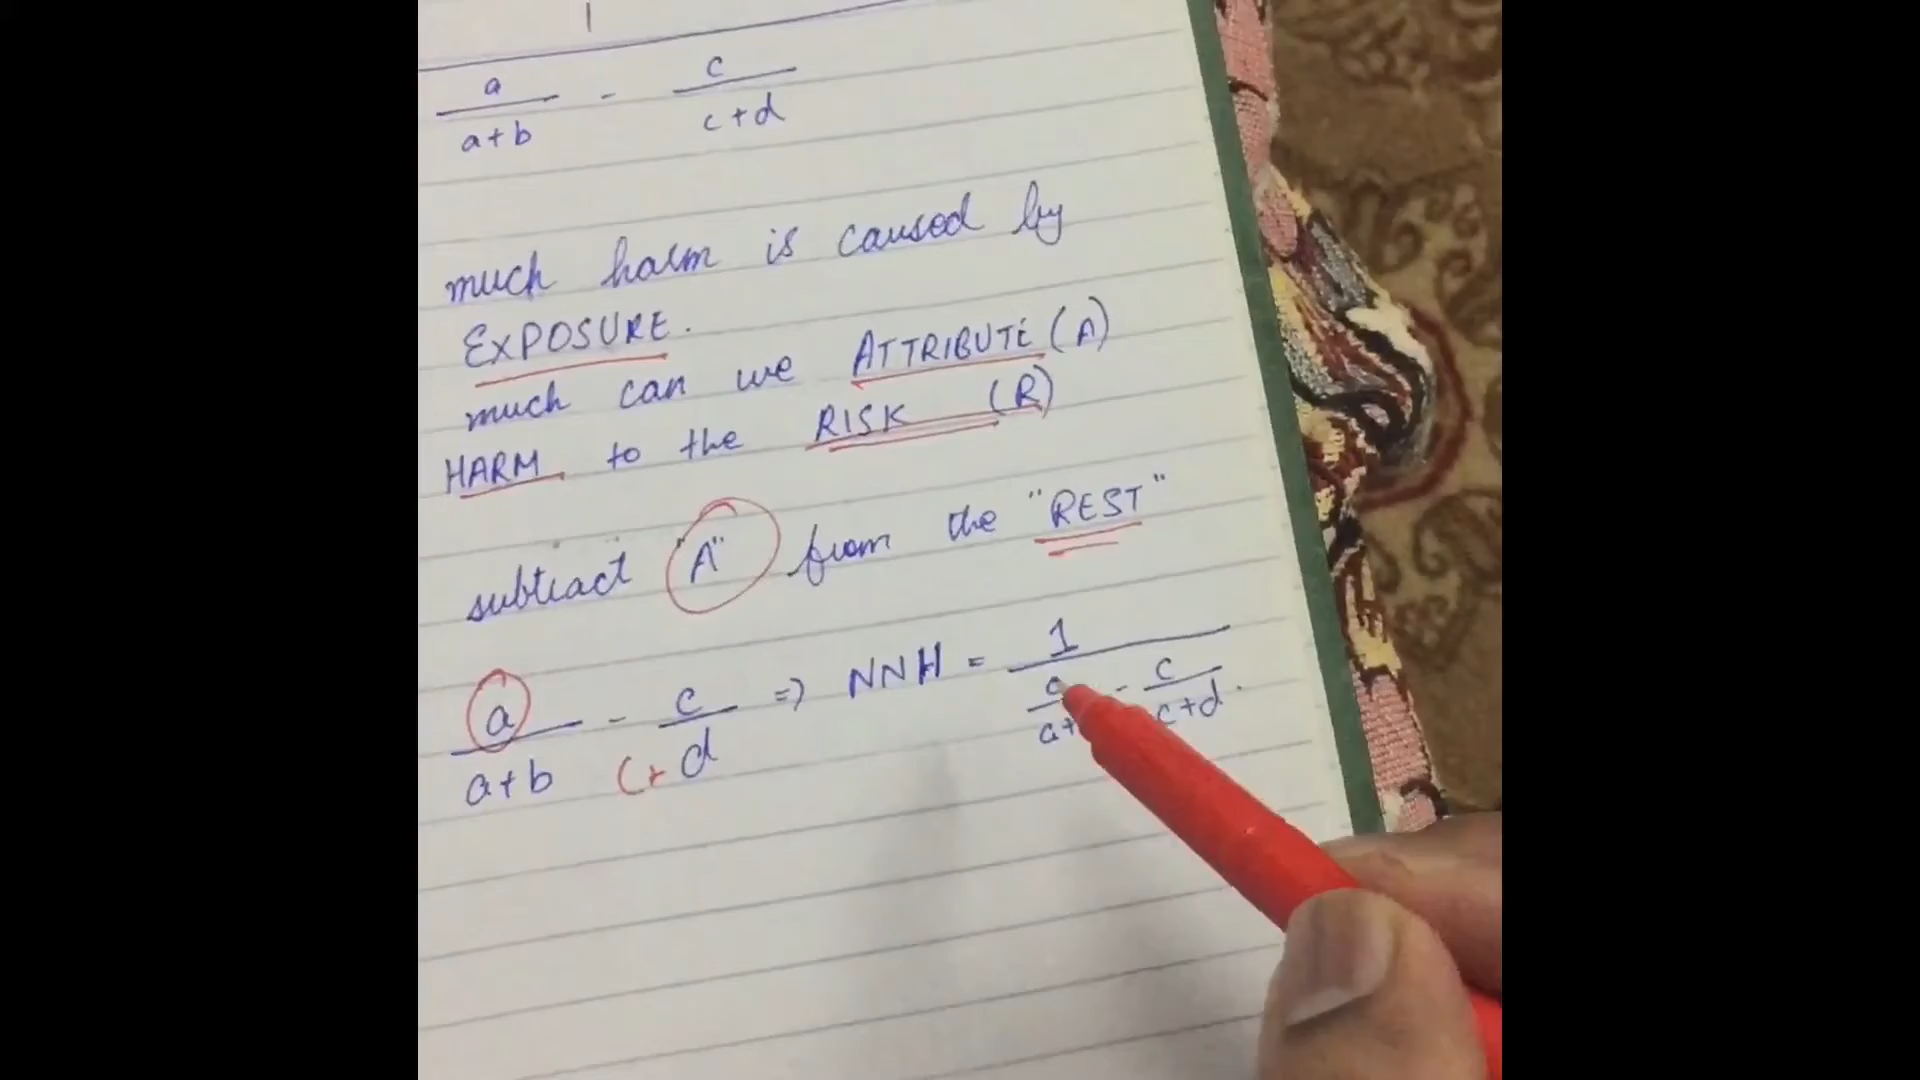 1
a/a+b - c/c+d
much harm is caused by
EXPOSURE.
much can we ATTRIBUTE (A)
HARM to the RISK (R)
subtract "A" from the "REST"
a/a+b - c/c+d => NNH = 1/(a/a+ - c/c+d).